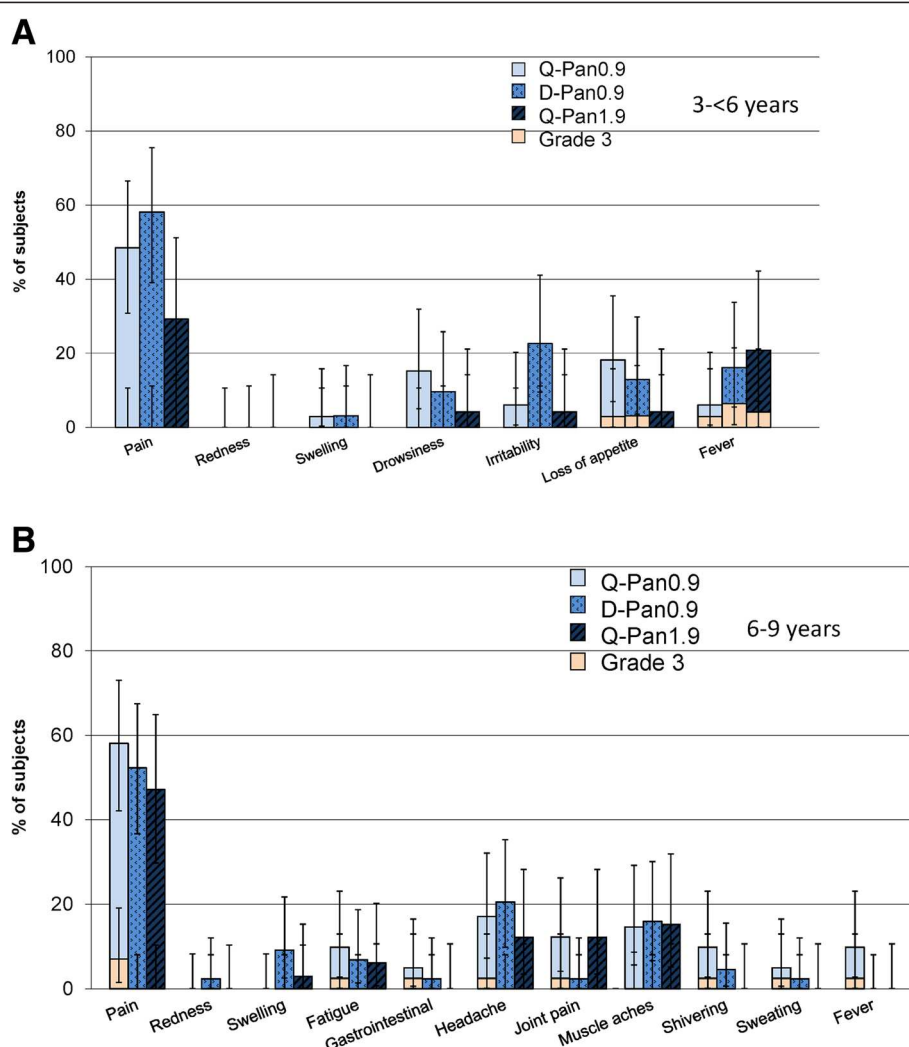 A
100
80
60
40
20
0
% of subjects
Q-Pan0.9
D-Pan0.9
Q-Pan1.9
Grade 3
3-<6 years
Pain
Redness
Swelling
Drowsiness
Irritability
Loss of appetite
Fever
B
100
80
60
40
20
0
% of subjects
Q-Pan0.9
D-Pan0.9
Q-Pan1.9
Grade 3
6-9 years
Pain
Redness
Swelling
Fatigue
Gastrointestinal
Headache
Joint pain
Muscle aches
Shivering
Sweating
Fever